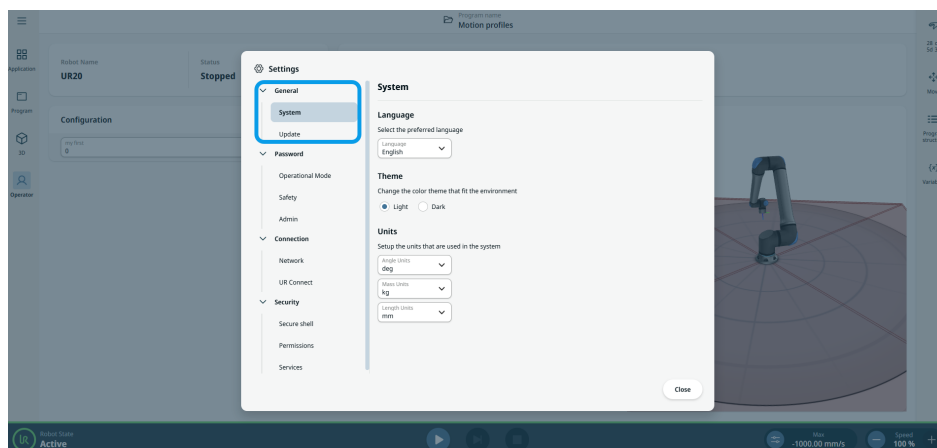 Program name
Motion profiles
Application
Program
3D
Operator
Robot Name
UR20
Status
Stopped
Configuration
my first
0
Settings
General
System
Update
Password
Operational Mode
Safety
Admin
Connection
Network
UR Connect
Security
Secure shell
Permissions
Services
System
Language
Select the preferred language
Language
English
Theme
Change the color theme that fit the environment
Light
Dark
Units
Setup the units that are used in the system
Angle Units
deg
Mass Units
kg
Length Units
mm
Close
UR
Robot State
Active
Max
-1000.00 mm/s
Speed
100 %